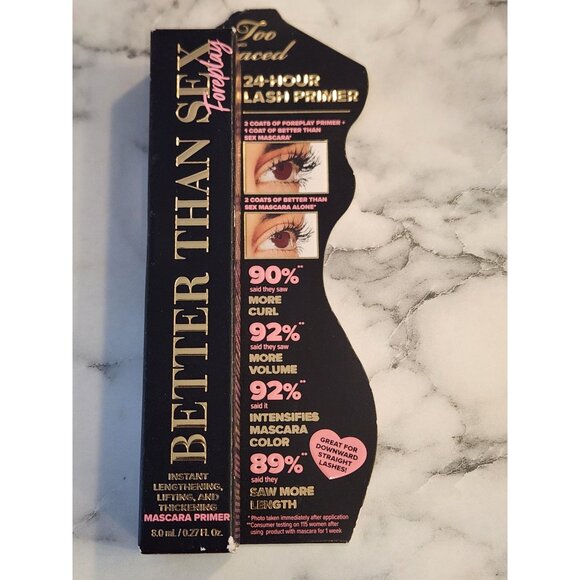 BETTER THAN SEX
Foreplay
INSTANT
LENGTHENING,
LIFTING, AND
THICKENING
MASCARA PRIMER
8.0 mL / 0.27 Fl. Oz.
Too
Faced
24-HOUR
LASH PRIMER
2 COATS OF FOREPLAY PRIMER +
1 COAT OF BETTER THAN
SEX MASCARA*
2 COATS OF BETTER THAN
SEX MASCARA ALONE*
90%**
said they saw
MORE
CURL
92%**
said they saw
MORE
VOLUME
92%**
said it
INTENSIFIES
MASCARA
COLOR
89%**
said they
SAW MORE
LENGTH
GREAT FOR
DOWNWARD
STRAIGHT
LASHES!
* Photo taken immediately after application
**Consumer testing on 115 women after
using product with mascara for 1 week